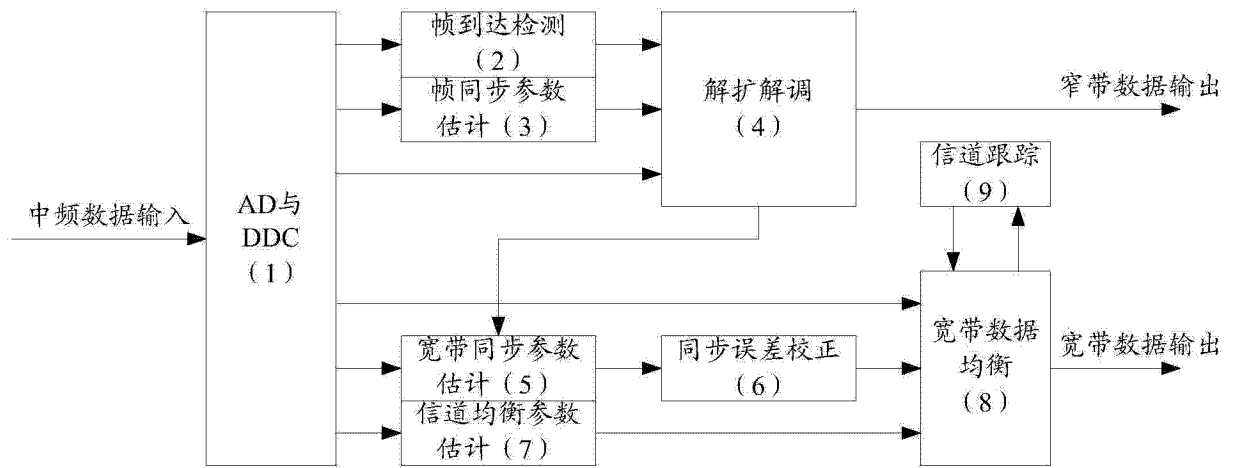 中频数据输入
AD与
DDC
（1）
帧到达检测
（2）
帧同步参数
估计（3）
解扩解调
（4）
窄带数据输出
信道跟踪
（9）
宽带同步参数
估计（5）
信道均衡参数
估计（7）
同步误差校正
（6）
宽带数据
均衡
（8）
宽带数据输出